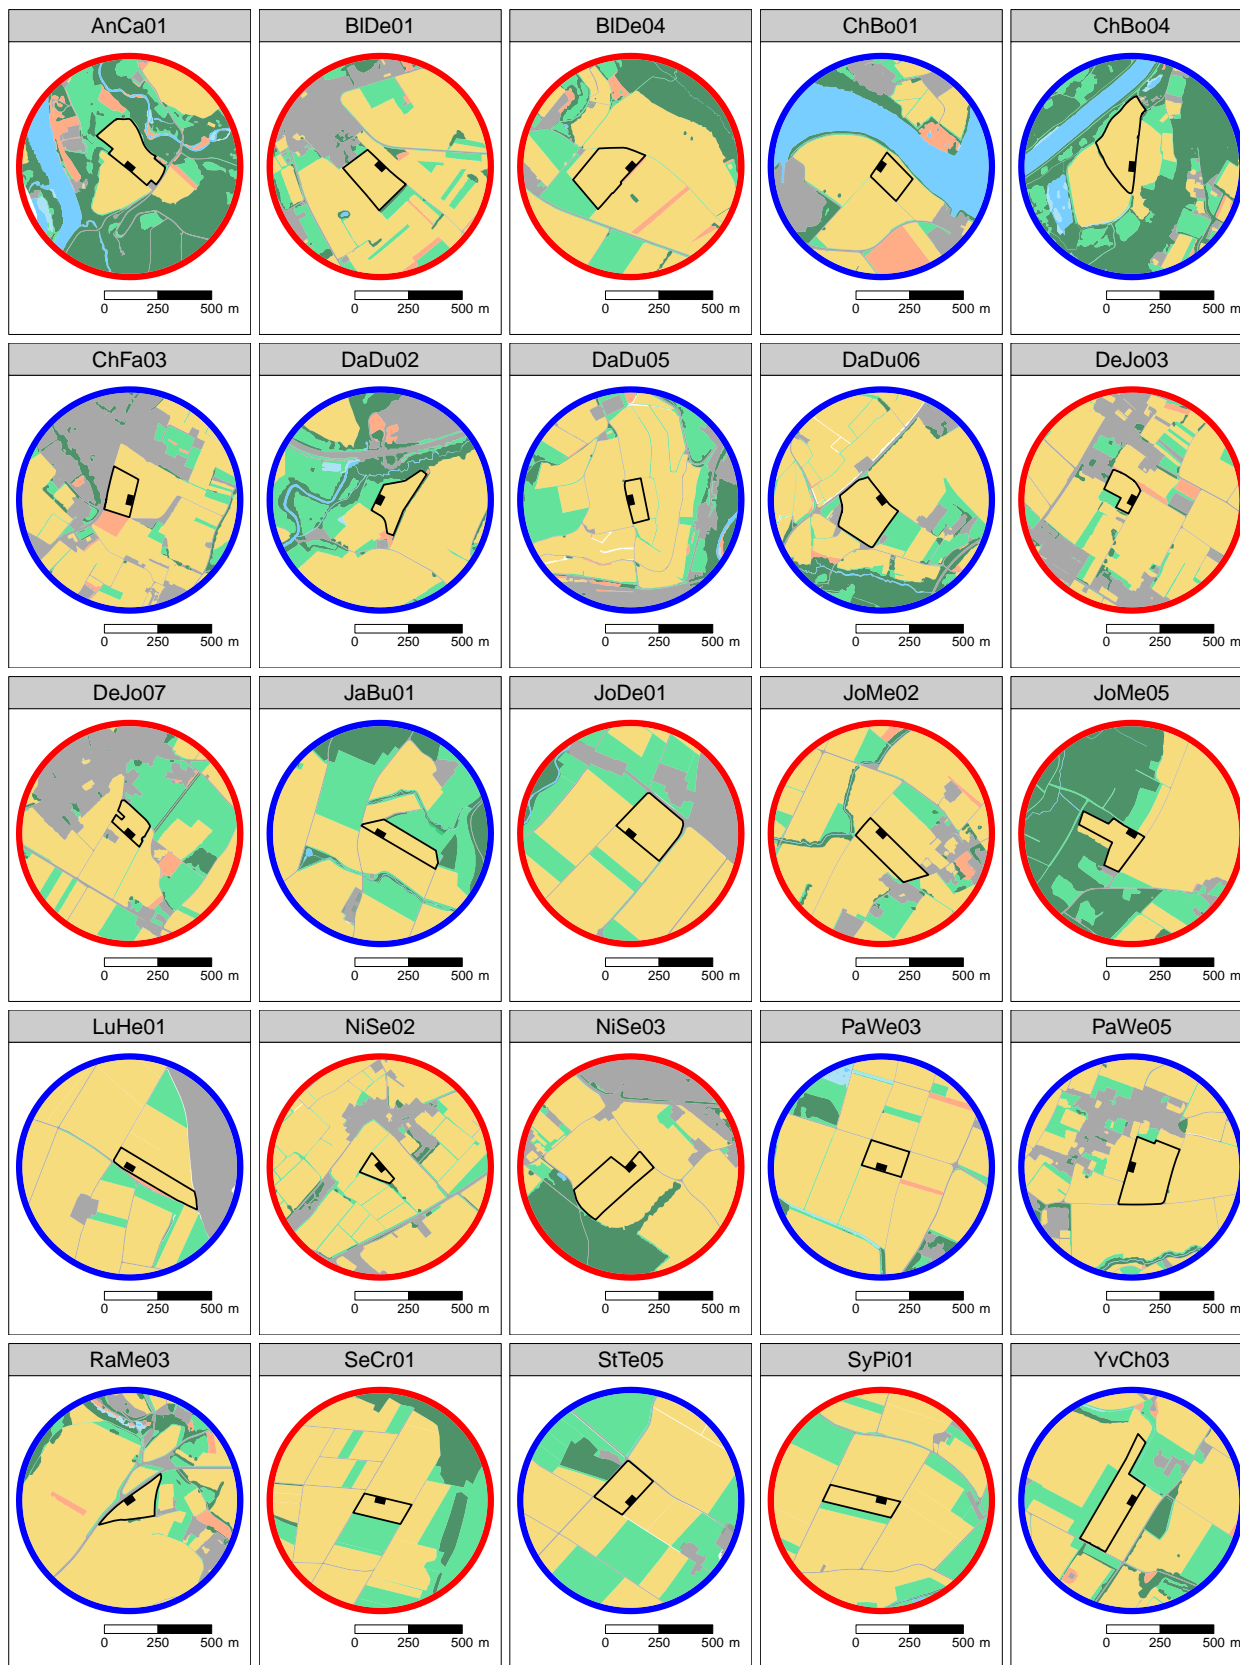 AnCa01 BlDe01 BlDe04 ChBo01 ChBo04
0 250 500 m 0 250 500 m 0 250 500 m 0 250 500 m 0 250 500 m
ChFa03 DaDu02 DaDu05 DaDu06 DeJo03
0 250 500 m 0 250 500 m 0 250 500 m 0 250 500 m 0 250 500 m
DeJo07 JaBu01 JoDe01 JoMe02 JoMe05
0 250 500 m 0 250 500 m 0 250 500 m 0 250 500 m 0 250 500 m
LuHe01 NiSe02 NiSe03 PaWe03 PaWe05
0 250 500 m 0 250 500 m 0 250 500 m 0 250 500 m 0 250 500 m
RaMe03 SeCr01 StTe05 SyPi01 YvCh03
0 250 500 m 0 250 500 m 0 250 500 m 0 250 500 m 0 250 500 m